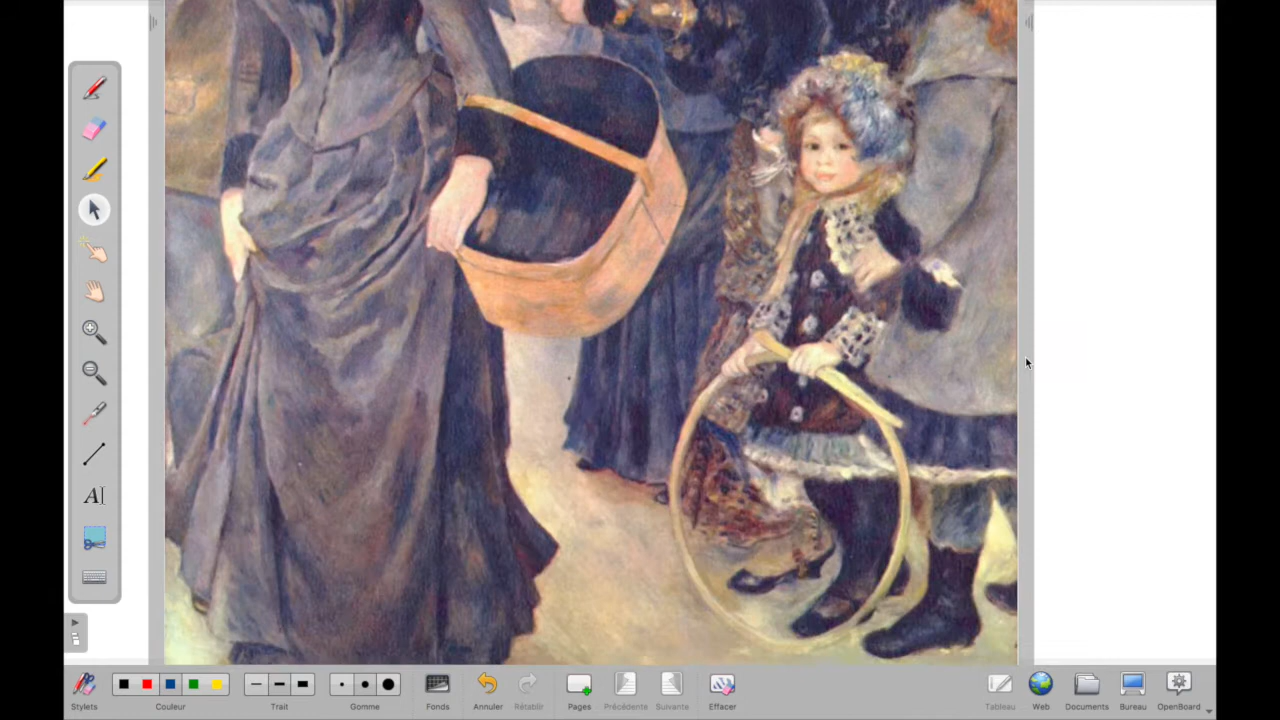 A
Stylets
Couleur
Trait
Gomme
Fonds
Annuler
Rétablir
Pages
Précédente
Suivante
Effacer
Tableau
Web
Documents
Bureau
OpenBoard